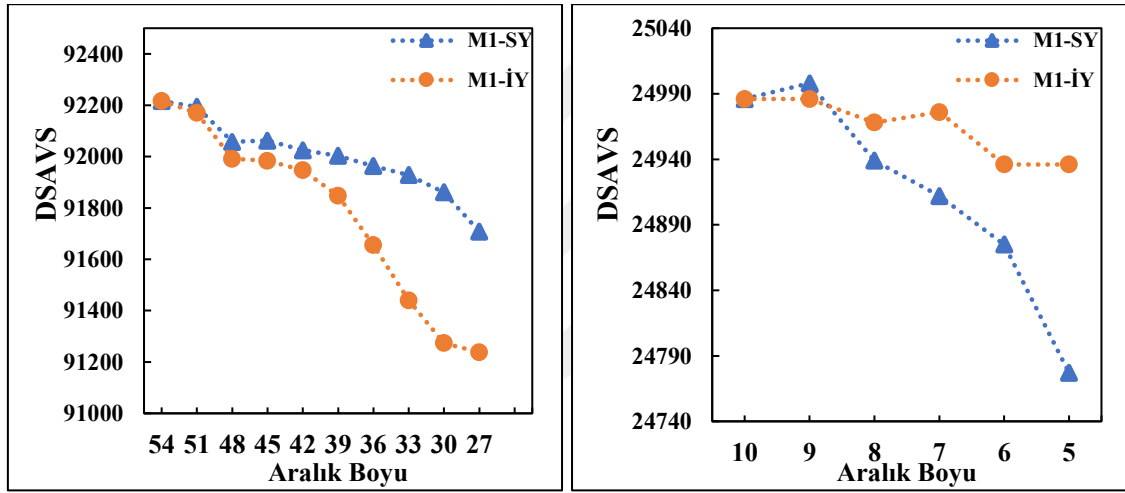 92400
92200
92000
91800
91600
91400
91200
91000
DSAVS
M1-SY
M1-İY
54 51 48 45 42 39 36 33 30 27
Aralık Boyu
25040
24990
24940
24890
24840
24790
24740
DSAVS
M1-SY
M1-İY
10 9 8 7 6 5
Aralık Boyu